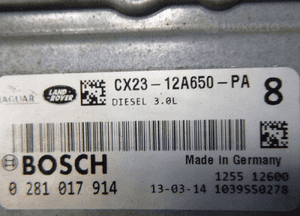 JAGUAR LAND-ROVER CX23-12A650-PA 8
DIESEL 3.0L
BOSCH Made in Germany
1255 12600
0 281 017 914 13-03-14 1039S50278